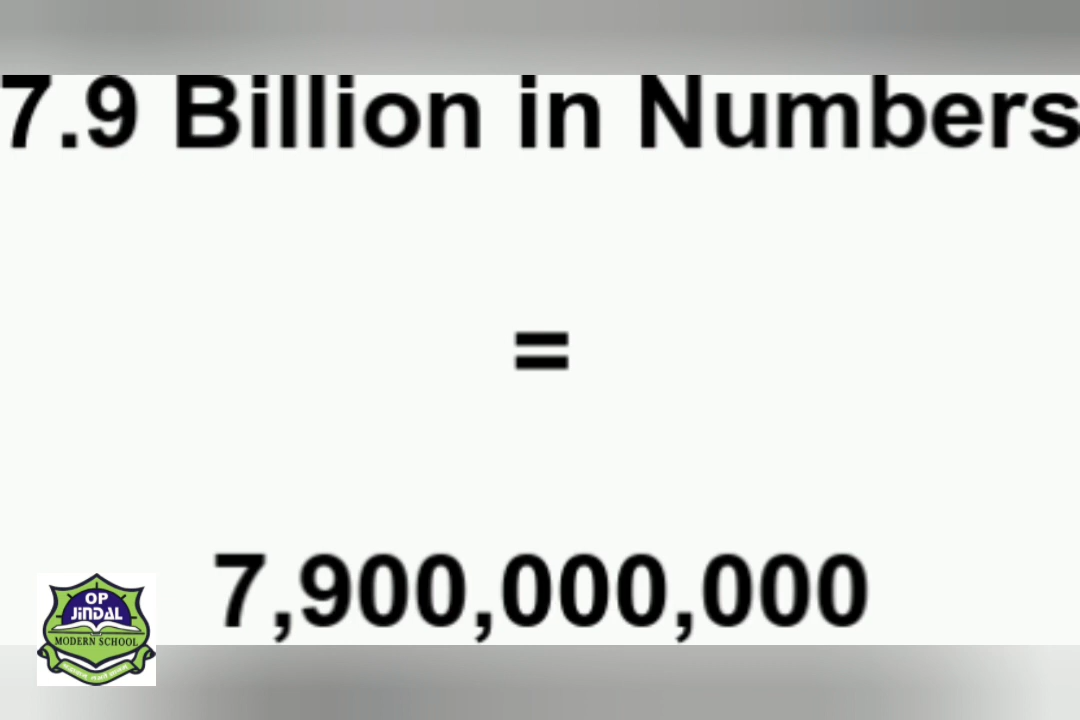 7.9 Billion in Numbers
=
7,900,000,000
OP
JINDAL
MODERN SCHOOL